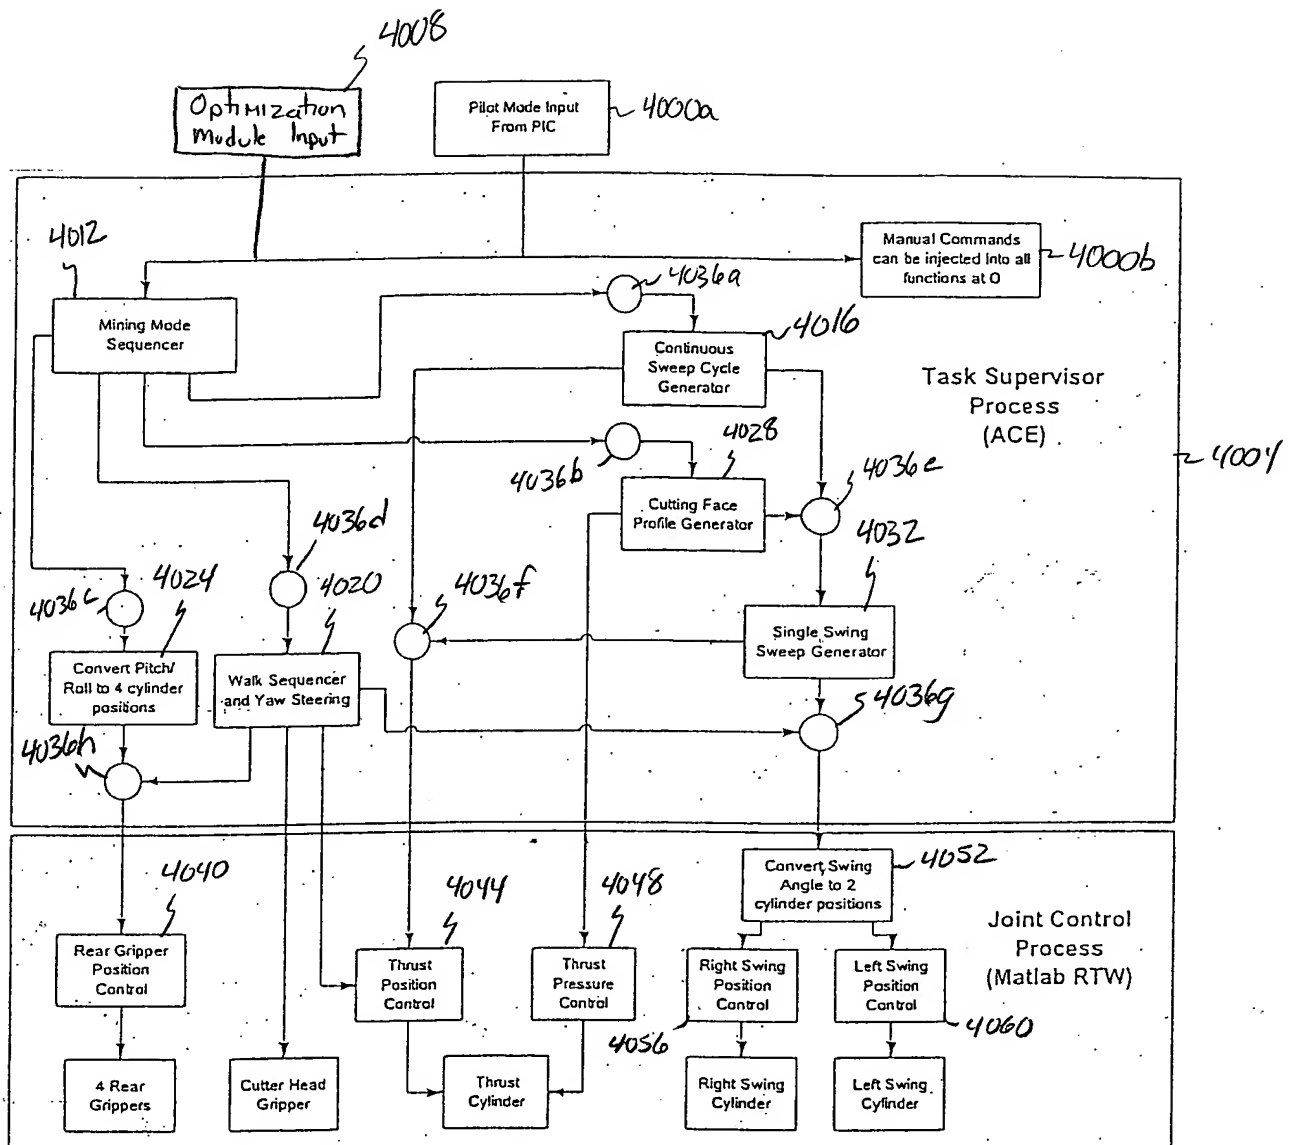 4008
Optimization
Module Input
Pilot Mode Input
From PIC
4000a
4012
Manual Commands
can be injected Into all
functions at O
4000b
4036a
Mining Mode
Sequencer
4016
Continuous
Sweep Cycle
Generator
Task Supervisor
Process
(ACE)
4028
4004
4036b
4036e
Cutting Face
Profile Generator
4036d
4032
4024
4020
4036f
4036c
Single Swing
Sweep Generator
Convert Pitch/
Roll to 4 cylinder
positions
Walk Sequencer
and Yaw Steering
4036g
4036h
4052
4040
4044
4048
Convert Swing
Angle to 2
cylinder positions
Joint Control
Process
(Matlab RTW)
Rear Gripper
Position
Control
Thrust
Position
Control
Thrust
Pressure
Control
Right Swing
Position
Control
Left Swing
Position
Control
4056
4060
4 Rear
Grippers
Cutter Head
Gripper
Thrust
Cylinder
Right Swing
Cylinder
Left Swing
Cylinder